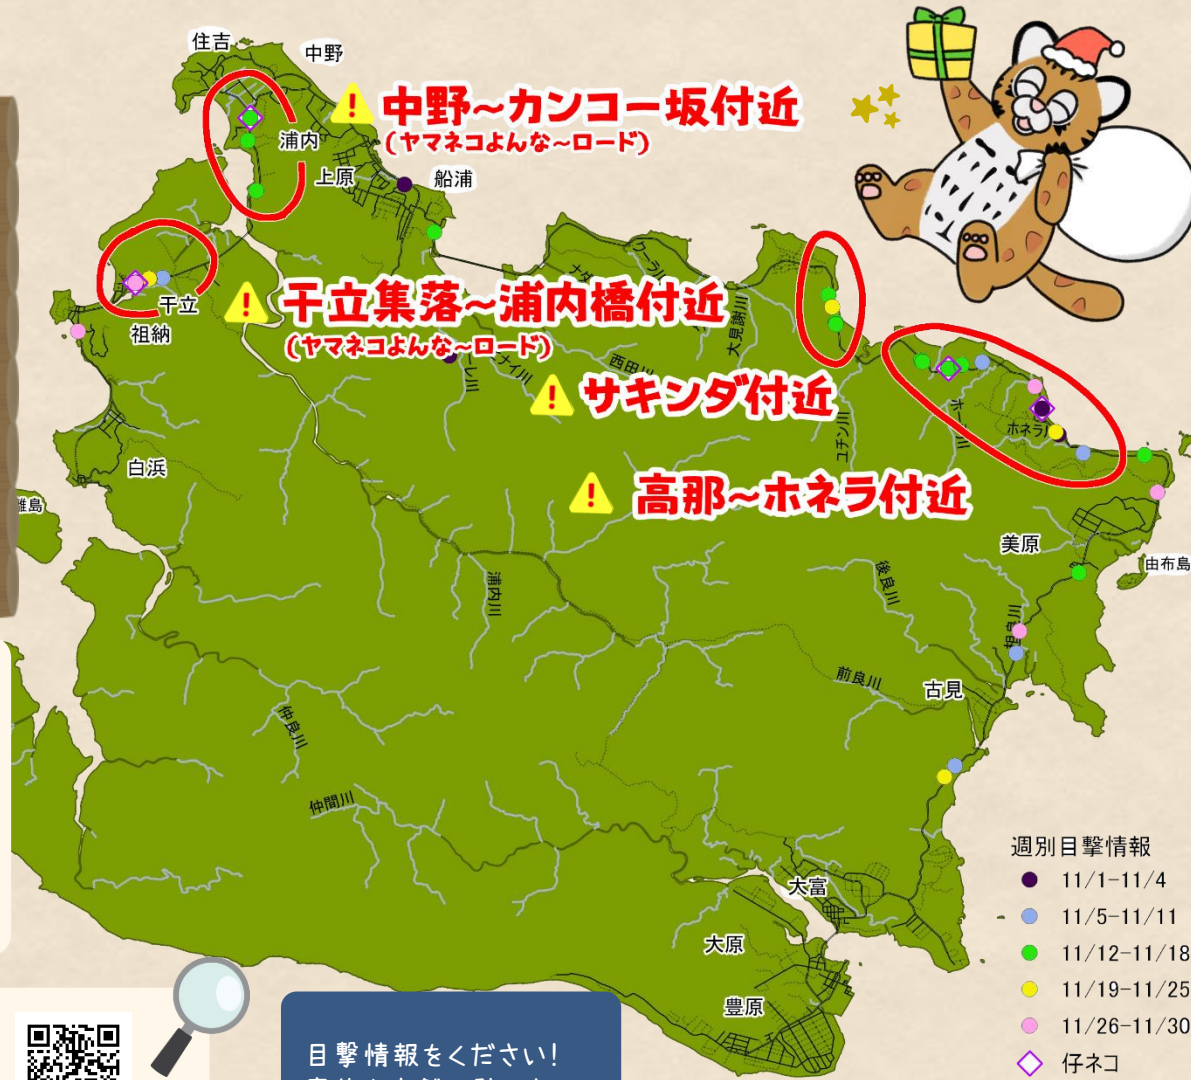 住吉
中野
中野～カンコー坂付近
(ヤマネコよんな～ロード)
浦内
上原
船浦
干立
祖納
干立集落～浦内橋付近
(ヤマネコよんな～ロード)
大見謝川
西田川
サキンダ付近
ユチン川
ホネラ川
高那～ホネラ付近
白浜
離島
美原
由布島
浦内川
後良川
前良川
古見
仲良川
仲間川
大富
大原
豊原
週別目撃情報
11/1-11/4
11/5-11/11
11/12-11/18
11/19-11/25
11/26-11/30
仔ネコ
目撃情報をください!